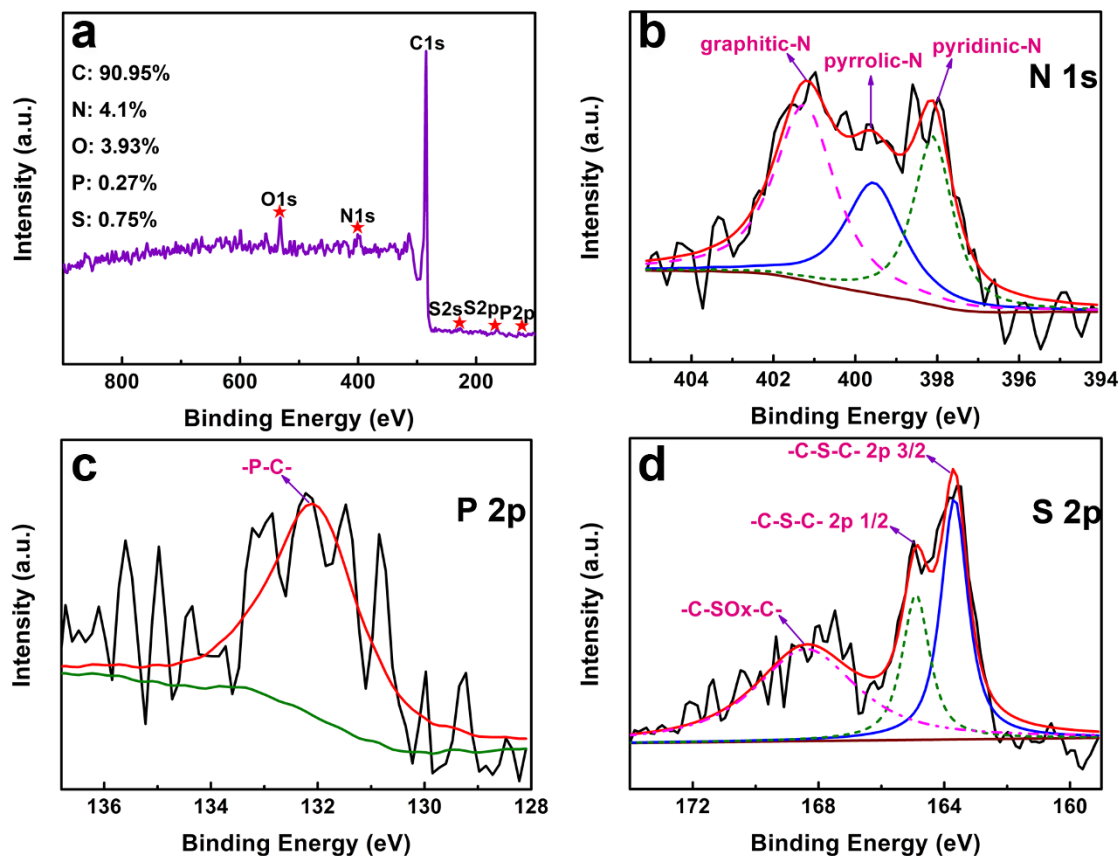 a
C1s
C: 90.95%
N: 4.1%
O: 3.93%
P: 0.27%
S: 0.75%
O1s
N1s
S2s S2p P2p
Intensity (a.u.)
800 600 400 200
Binding Energy (eV)
b
graphitic-N
pyrrolic-N
pyridinic-N
N 1s
Intensity (a.u.)
404 402 400 398 396 394
Binding Energy (eV)
c
-P-C-
P 2p
Intensity (a.u.)
136 134 132 130 128
Binding Energy (eV)
d
-C-S-C- 2p 3/2
-C-S-C- 2p 1/2
-C-SOx-C-
S 2p
Intensity (a.u.)
172 168 164 160
Binding Energy (eV)